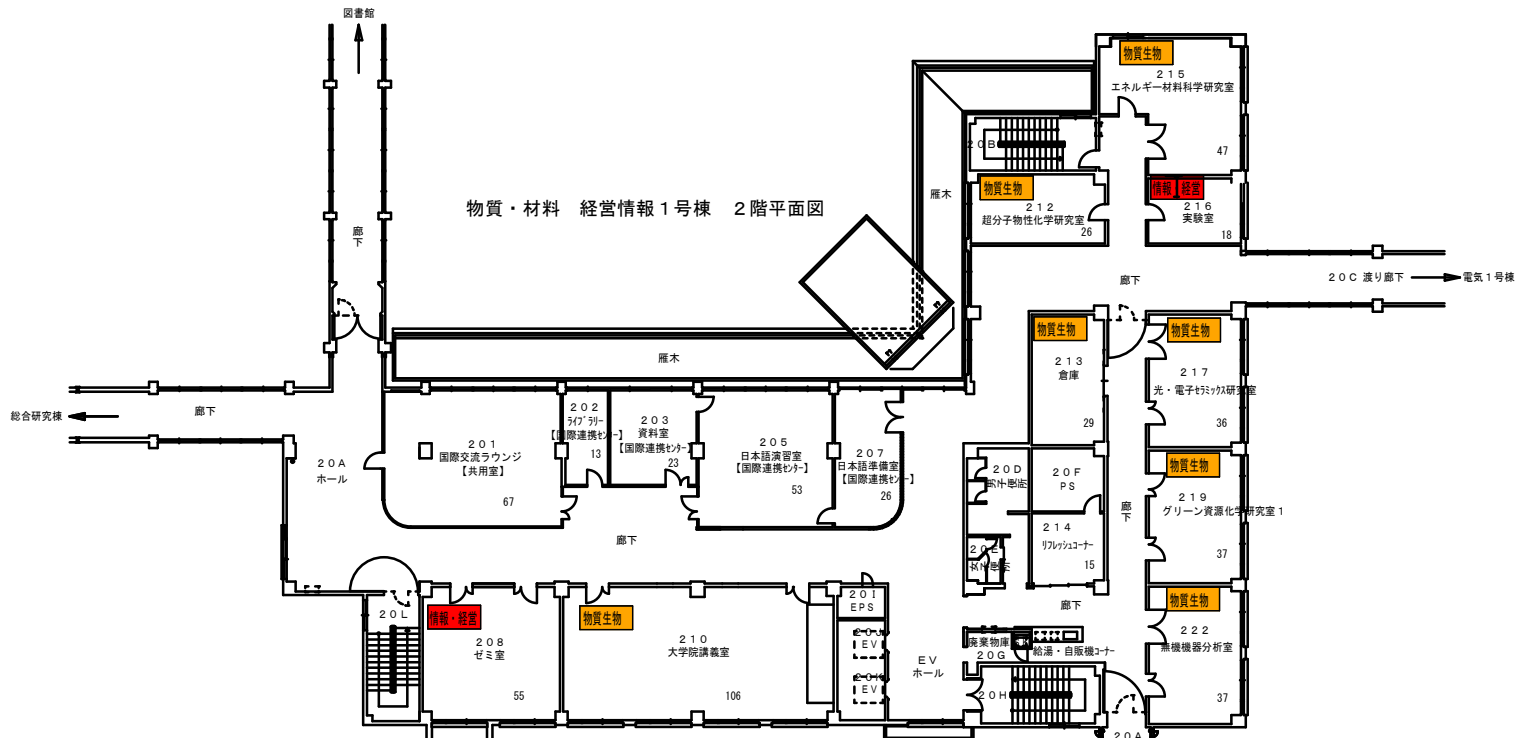 図書館
物質・材料　経営情報１号棟　２階平面図
物質生物
２１５
エネルギー材料科学研究室
47
２０Ｂ
物質生物
２１２
超分子物性化学研究室
26
情報 経営
２１６
実験室
18
雁木
廊下
廊下
２０Ｃ 渡り廊下
電気１号棟
雁木
総合研究棟
廊下
２０Ａ
ホール
２０１
国際交流ラウンジ
【共用室】
67
２０２
ﾗｲﾌﾞﾗﾘｰ
【国際連携ｾﾝﾀｰ】
13
２０３
資料室
【国際連携ｾﾝﾀｰ】
23
２０５
日本語演習室
【国際連携ｾﾝﾀｰ】
53
２０７
日本語準備室
【国際連携ｾﾝﾀｰ】
26
物質生物
２１３
倉庫
29
物質生物
２１７
光・電子ｾﾗﾐｯｸｽ研究室
36
２０Ｄ
男子便所
２０Ｆ
ＰＳ
２１４
ﾘﾌﾚｯｼｭｺｰﾅｰ
15
２０Ｅ
女子便所
廊下
物質生物
２１９
グリーン資源化学研究室１
37
廊下
廊下
２０Ｌ
情報・経営
２０８
ゼミ室
55
物質生物
２１０
大学院講義室
106
２０Ｉ
ＥＰＳ
２０Ｊ
ＥＶ
２０Ｋ
ＥＶ
ＥＶ
ホール
廃棄物庫
２０Ｇ
給湯・自販機ｺｰﾅｰ
２０Ｈ
物質生物
２２２
無機機器分析室
37
２０Ａ